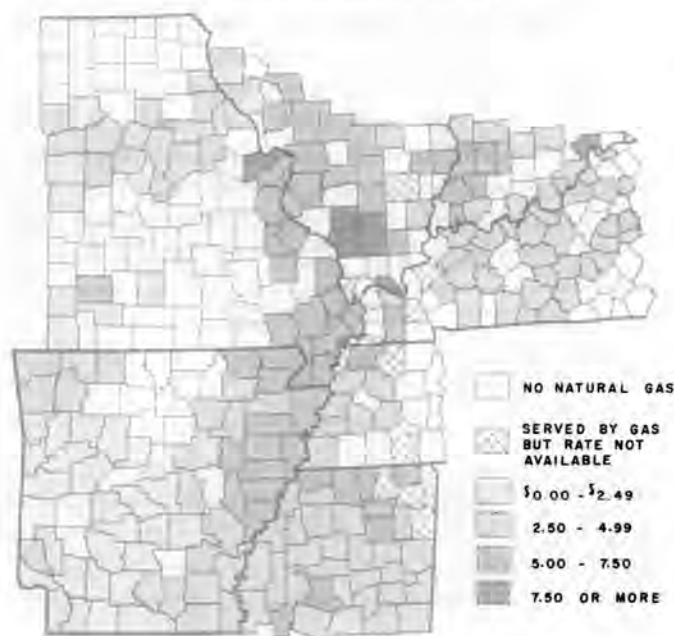 NO NATURAL GAS
SERVED BY GAS
BUT RATE NOT
AVAILABLE
$0.00 - $2.49
2.50 - 4.99
5.00 - 7.50
7.50 OR MORE